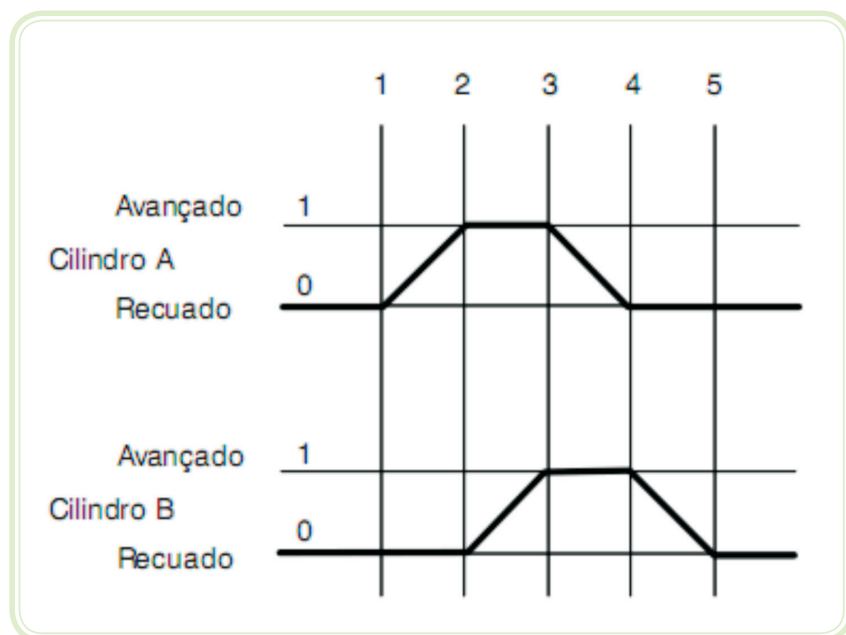 1 2 3 4 5
Avançado 1
Cilindro A
0
Recuado
Avançado 1
Cilindro B
0
Recuado